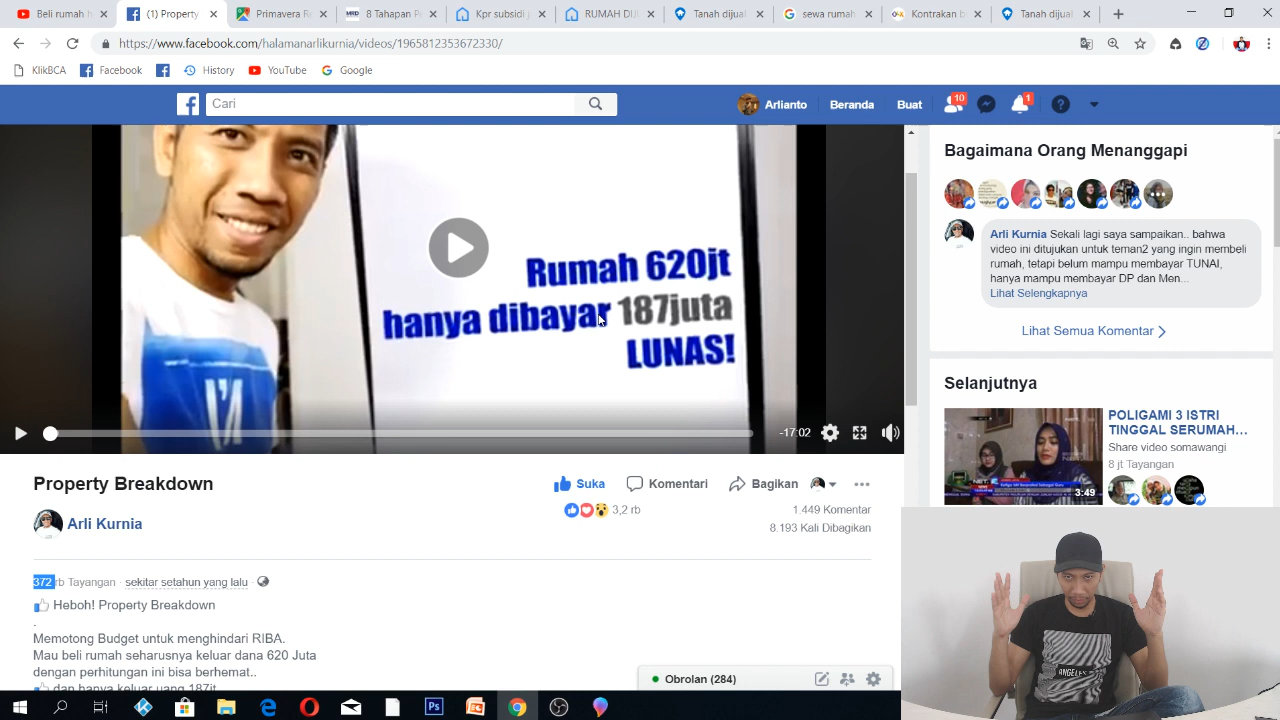 Beli rumah h
(1) Property
Primavera Re
8 Tahapan Pe
Kpr subsidi j
RUMAH DIJU
Tanah dijual
sewa rumah
Kontrakan b
Tanah dijual
https://www.facebook.com/halamanarlikurnia/videos/1965812353672330/
KlikBCA
Facebook
History
YouTube
Google
Cari
Arlianto
Beranda
Buat
10
1
Rumah 620jt
hanya dibayar 187juta
LUNAS!
-17:02
Property Breakdown
Suka
Komentari
Bagikan
Arli Kurnia
3,2 rb
1.449 Komentar
8.193 Kali Dibagikan
372 rb Tayangan · sekitar setahun yang lalu ·
Heboh! Property Breakdown
.
Memotong Budget untuk menghindari RIBA.
Mau beli rumah seharusnya keluar dana 620 Juta
dengan perhitungan ini bisa berhemat..
dan hanya keluar uang 187jt
Bagaimana Orang Menanggapi
Arli Kurnia Sekali lagi saya sampaikan.. bahwa
video ini ditujukan untuk teman2 yang ingin membeli
rumah, tetapi belum mampu membayar TUNAI,
hanya mampu membayar DP dan Men...
Lihat Selengkapnya
Lihat Semua Komentar
Selanjutnya
POLIGAMI 3 ISTRI
TINGGAL SERUMAH...
Share video somawangi
8 jt Tayangan
3:49
Obrolan (284)